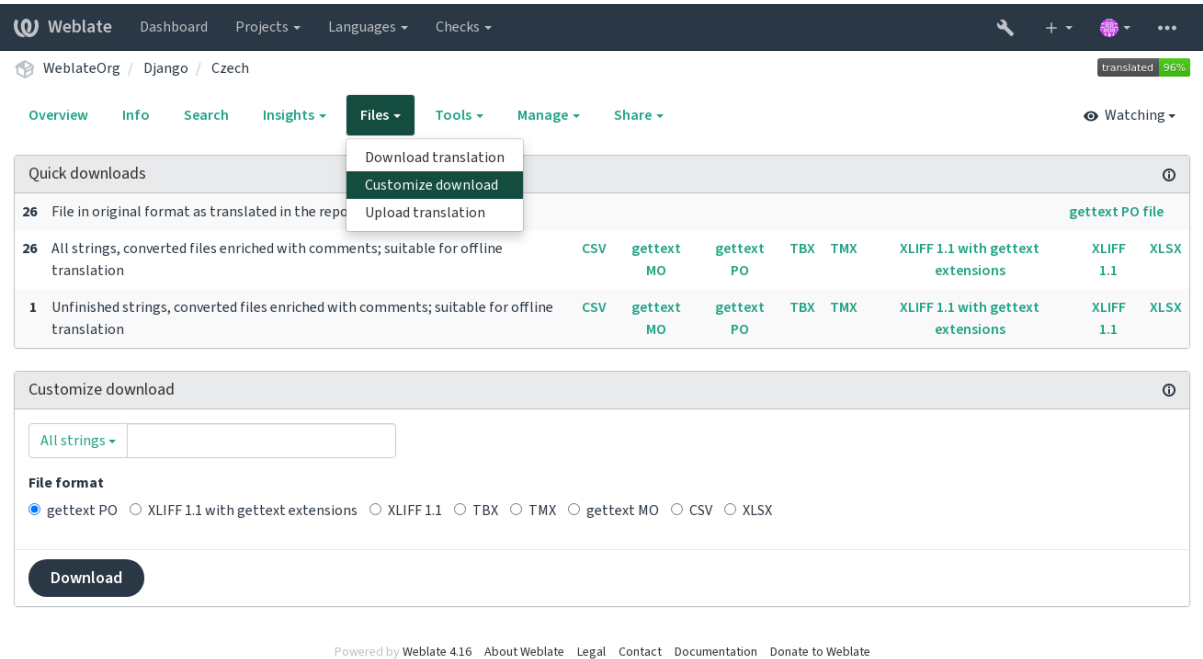 Weblate Dashboard Projects Languages Checks
WeblateOrg / Django / Czech translated 96%
Overview Info Search Insights Files Tools Manage Share Watching
Download translation
Customize download
Upload translation
Quick downloads
26 File in original format as translated in the repo gettext PO file
26 All strings, converted files enriched with comments; suitable for offline CSV gettext gettext TBX TMX XLIFF 1.1 with gettext XLIFF XLSX
translation MO PO extensions 1.1
1 Unfinished strings, converted files enriched with comments; suitable for offline CSV gettext gettext TBX TMX XLIFF 1.1 with gettext XLIFF XLSX
translation MO PO extensions 1.1
Customize download
All strings
File format
gettext PO XLIFF 1.1 with gettext extensions XLIFF 1.1 TBX TMX gettext MO CSV XLSX
Download
Powered by Weblate 4.16 About Weblate Legal Contact Documentation Donate to Weblate